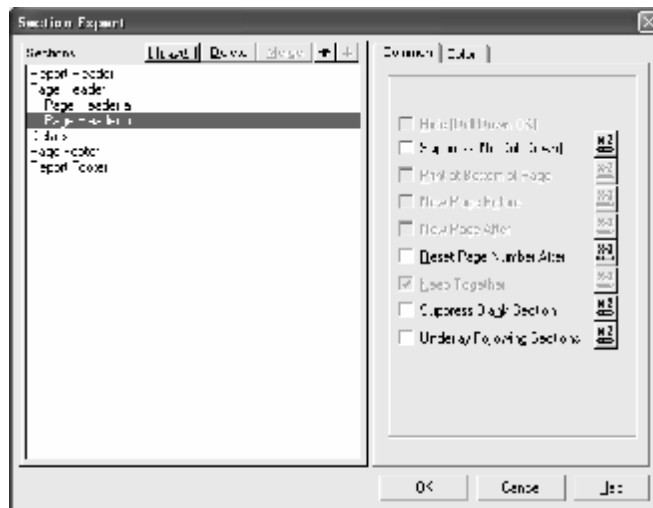 Section Expert
Sections Insert Delete Merge
Report Header
Page Header
Page Header a
Page Header b
Details
Page Footer
Report Footer
Common Color
Hide (Drill-Down OK)
Suppress (No Drill-Down)
Print at Bottom of Page
New Page Before
New Page After
Reset Page Number After
Keep Together
Suppress Blank Section
Underlay Following Sections
OK Cancel Help